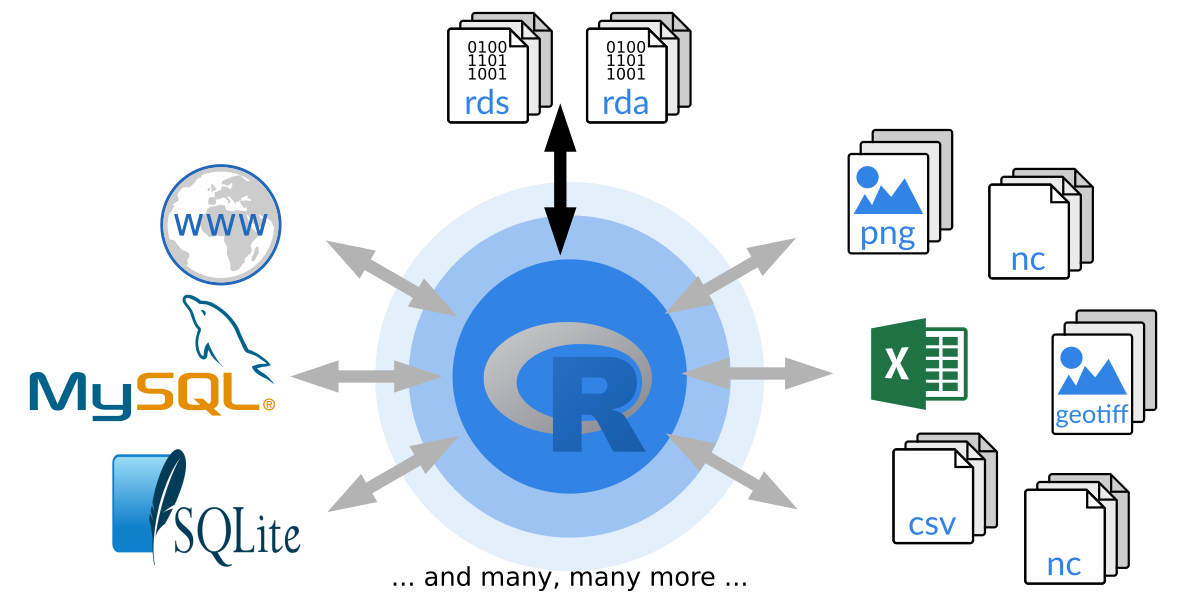 0100
1101
1001
rds
0100
1101
1001
rda
www
MySQL®
SQLite
R
png
nc
X
geotiff
csv
nc
... and many, many more ...